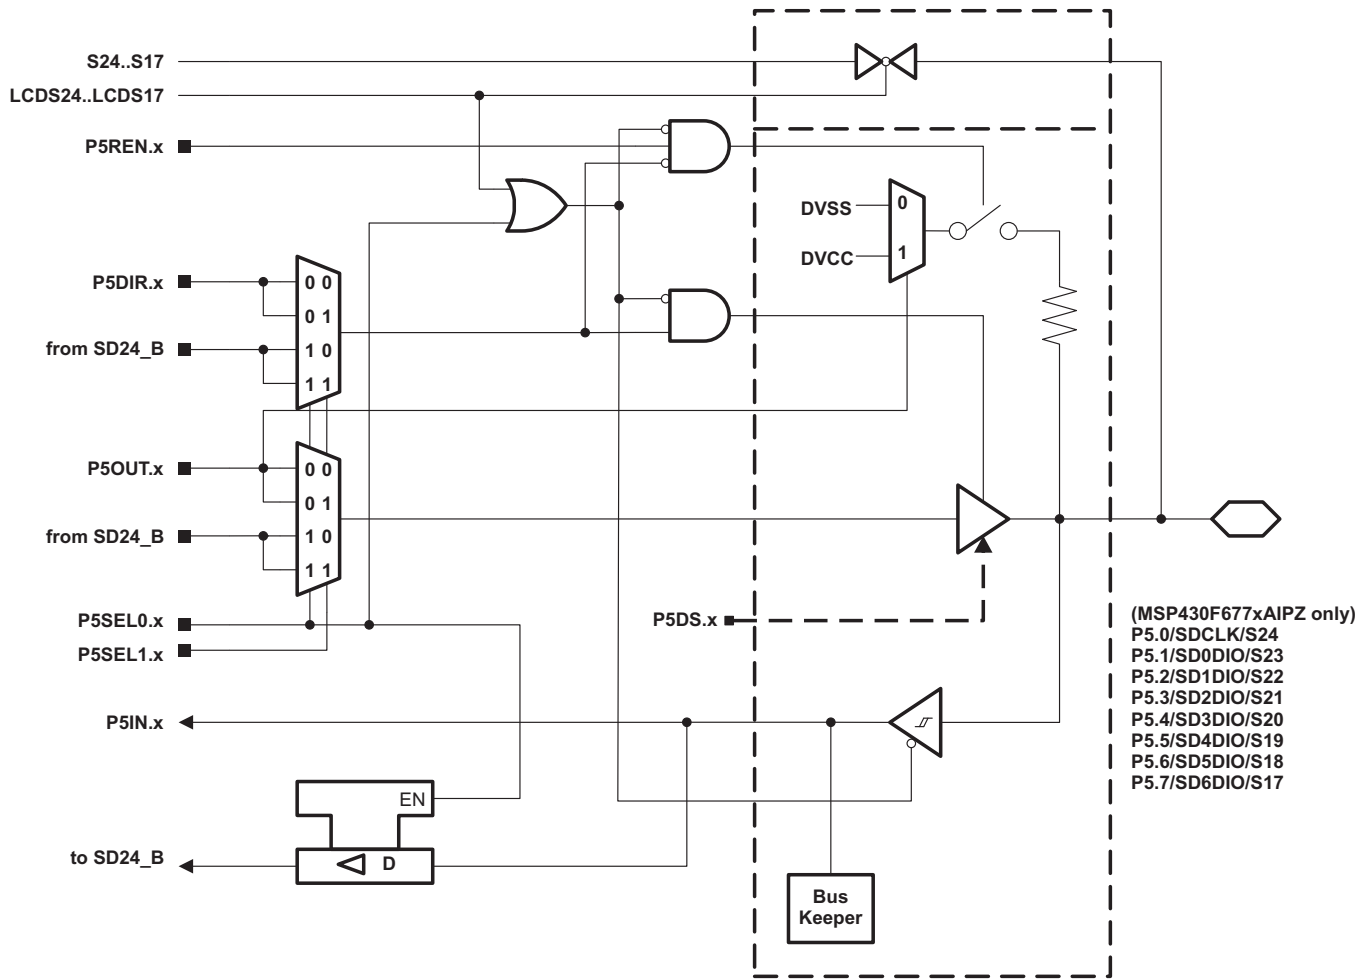 S24..S17
LCDS24..LCDS17
P5REN.x
DVSS
0
DVCC
1
P5DIR.x
0 0
0 1
from SD24_B
1 0
1 1
P5OUT.x
0 0
0 1
from SD24_B
1 0
1 1
P5SEL0.x
P5SEL1.x
P5DS.x
(MSP430F677xAIPZ only)
P5.0/SDCLK/S24
P5.1/SD0DIO/S23
P5.2/SD1DIO/S22
P5.3/SD2DIO/S21
P5.4/SD3DIO/S20
P5.5/SD4DIO/S19
P5.6/SD5DIO/S18
P5.7/SD6DIO/S17
P5IN.x
EN
to SD24_B
D
Bus
Keeper